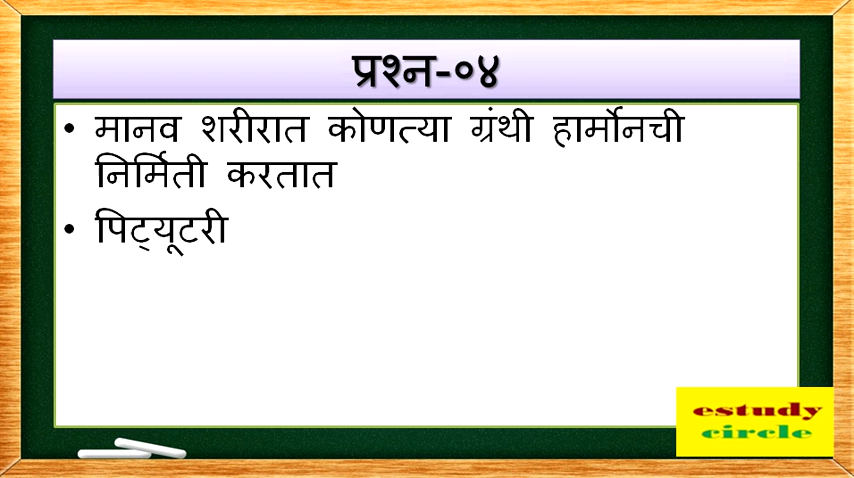 प्रश्न-०४
• मानव शरीरात कोणत्या ग्रंथी हार्मोनची
निर्मिती करतात
• पिट्यूटरी
estudy
circle